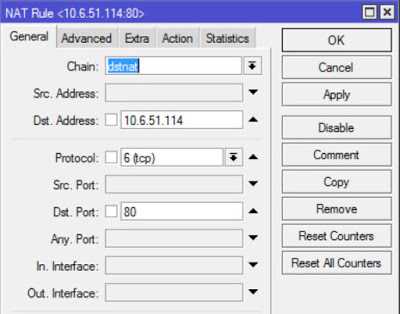 NAT Rule <10.6.51.114:80>
General Advanced Extra Action Statistics
OK
Chain: dstnat
Cancel
Src. Address:
Apply
Dst. Address: 10.6.51.114
Disable
Protocol: 6 (tcp)
Comment
Src. Port:
Copy
Dst. Port: 80
Remove
Any. Port:
Reset Counters
In. Interface:
Reset All Counters
Out. Interface: